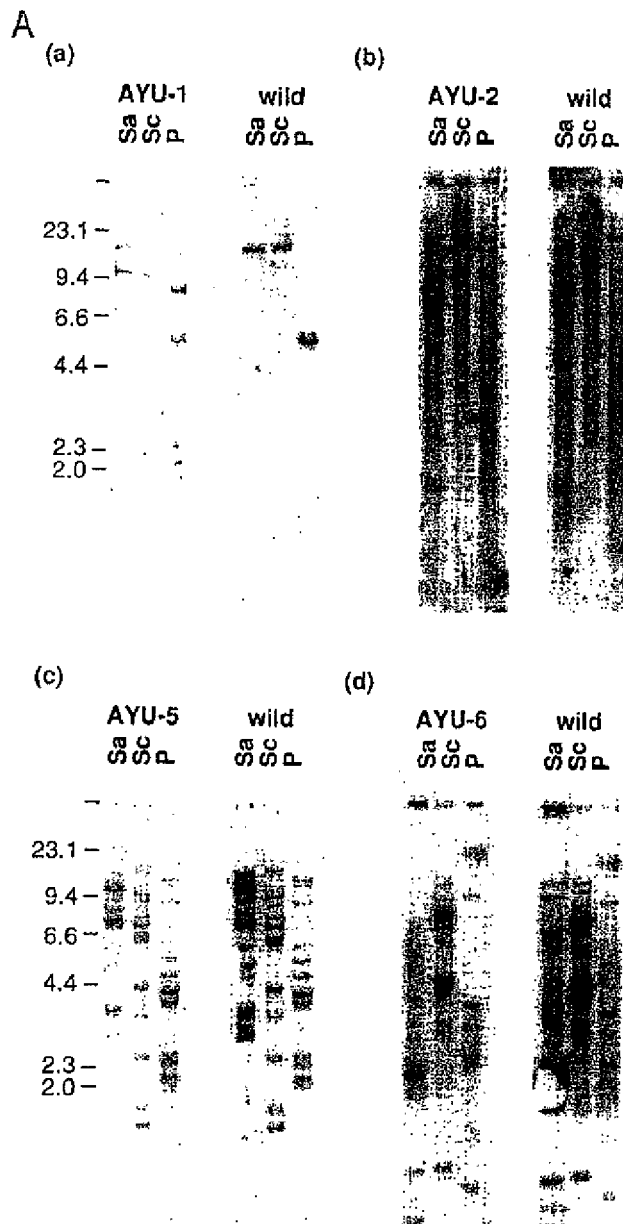 A
(a)
AYU-1 wild
Sa Sc P Sa Sc P
23.1
9.4
6.6
4.4
2.3
2.0
(b)
AYU-2 wild
Sa Sc P Sa Sc P
(c)
AYU-5 wild
Sa Sc P Sa Sc P
23.1
9.4
6.6
4.4
2.3
2.0
(d)
AYU-6 wild
Sa Sc P Sa Sc P